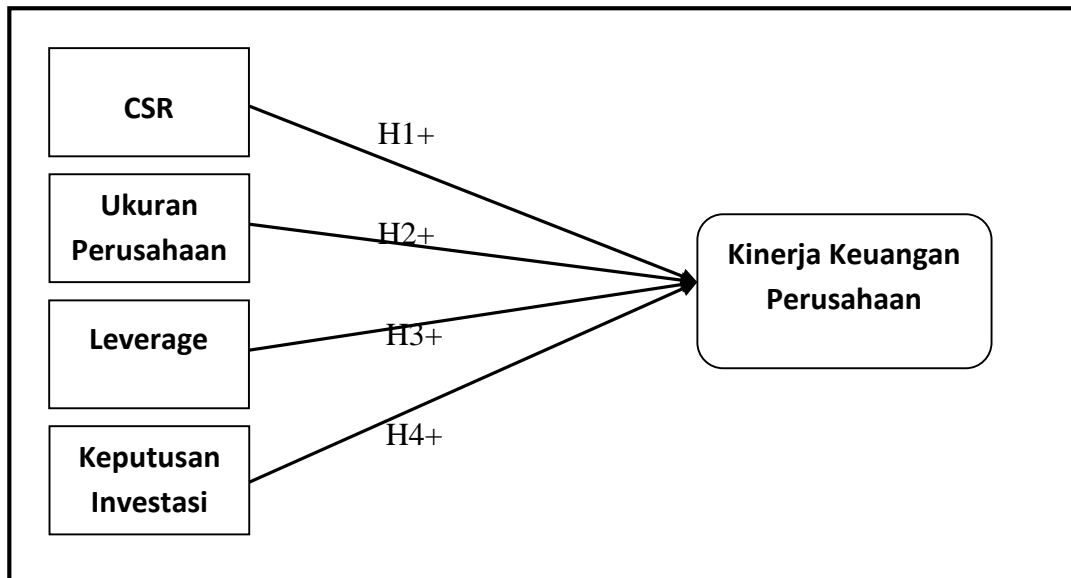 CSR
H1+
Ukuran
Perusahaan
H2+
Kinerja Keuangan
Perusahaan
Leverage
H3+
Keputusan
Investasi
H4+